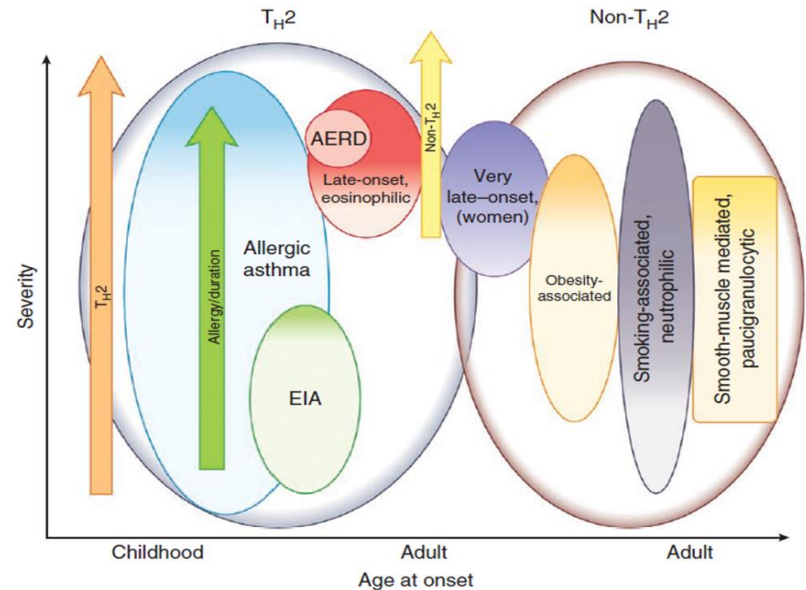 TH2
Non-TH2
Severity
TH2
Allergy/duration
Allergic
asthma
EIA
AERD
Late-onset,
eosinophilic
Non-TH2
Very
late–onset,
(women)
Obesity-
associated
Smoking-associated,
neutrophilic
Smooth-muscle mediated,
paucigranulocytic
Childhood
Adult
Adult
Age at onset